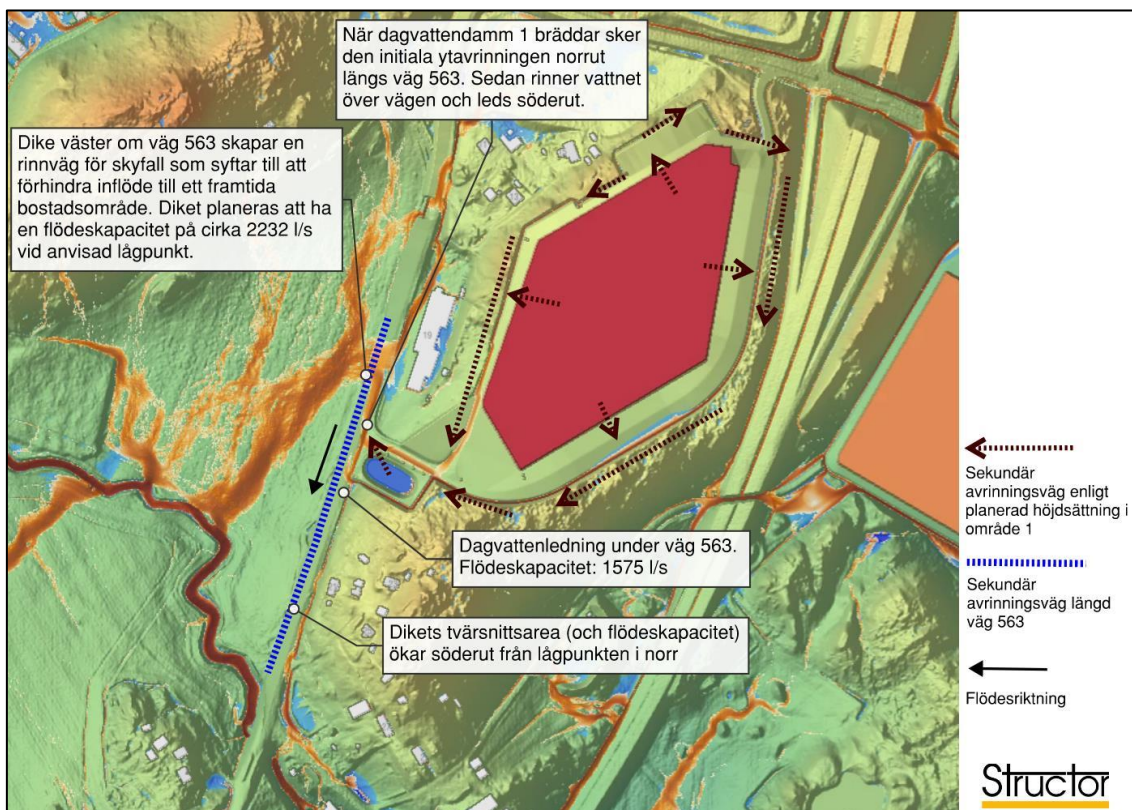 När dagvattendamm 1 bräddar sker
den initiala ytavrinningen norrut
längs väg 563. Sedan rinner vattnet
över vägen och leds söderut.
Dike väster om väg 563 skapar en
rinnväg för skyfall som syftar till att
förhindra inflöde till ett framtida
bostadsområde. Diket planeras att ha
en flödeskapacitet på cirka 2232 l/s
vid anvisad lågpunkt.
Dagvattenledning under väg 563.
Flödeskapacitet: 1575 l/s
Dikets tvärsnittsarea (och flödeskapacitet)
ökar söderut från lågpunkten i norr
Sekundär
avrinningsväg enligt
planerad höjdsättning i
område 1
Sekundär
avrinningsväg längd
väg 563
Flödesriktning
Structor